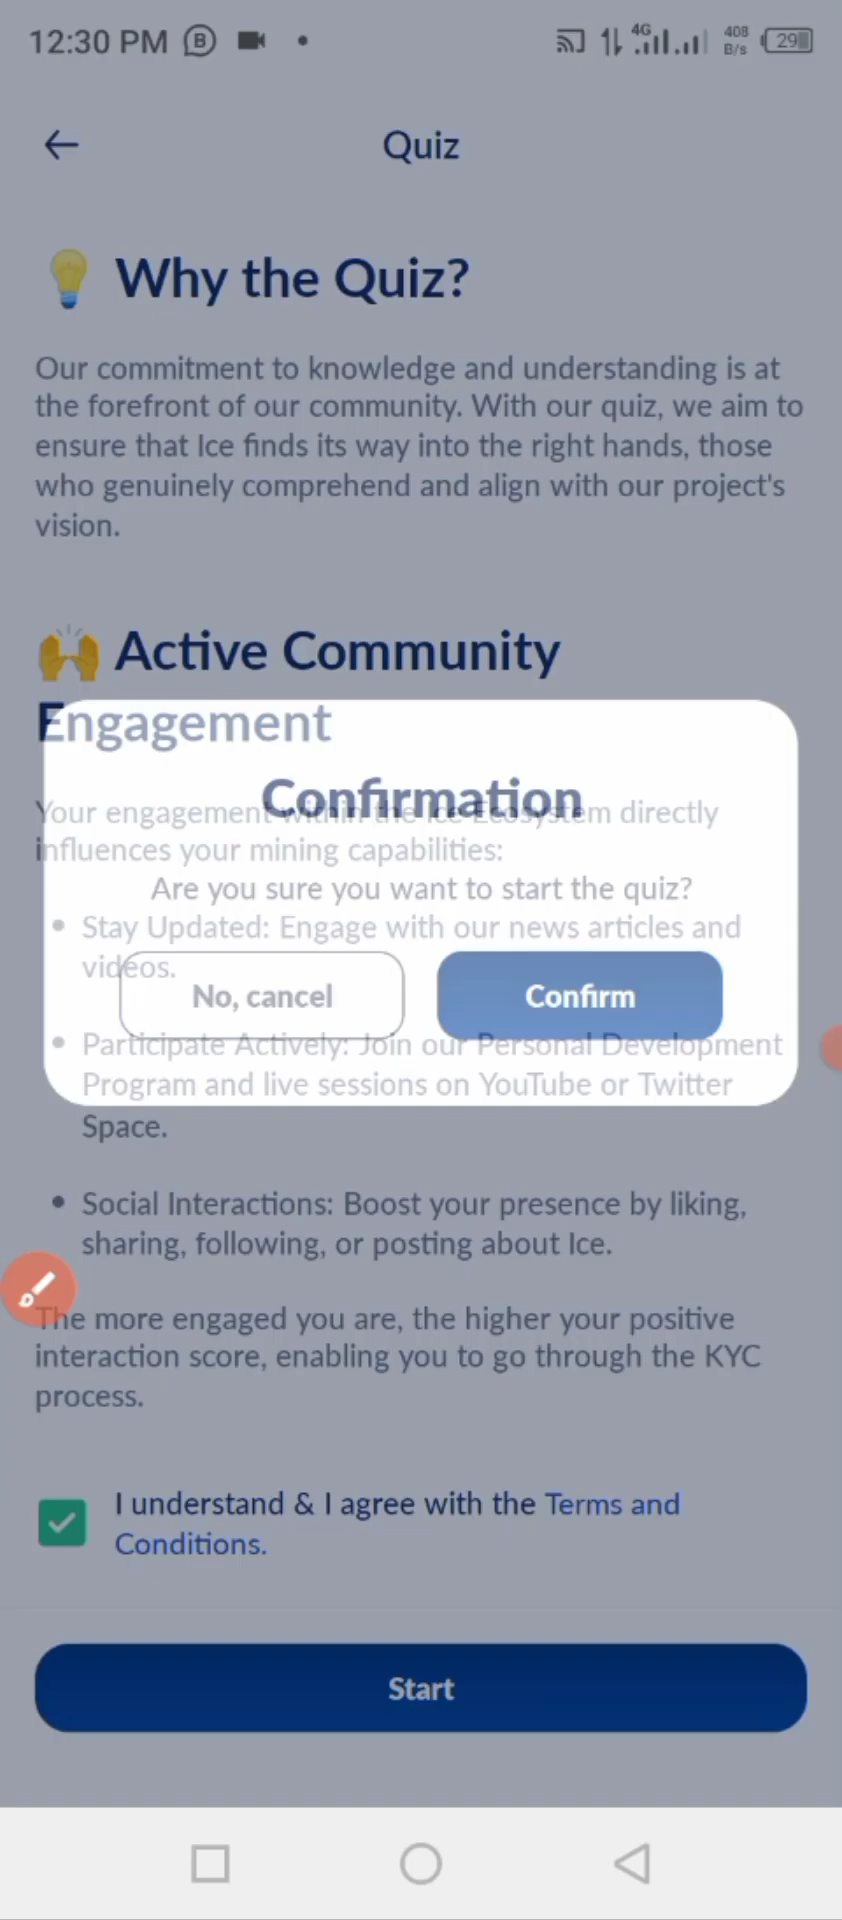 12:30 PM
4G
408
B/s
29
Quiz
Why the Quiz?
Our commitment to knowledge and understanding is at
the forefront of our community. With our quiz, we aim to
ensure that Ice finds its way into the right hands, those
who genuinely comprehend and align with our project's
vision.
Active Community
Engagement
Confirmation
Your engagement within the Ice Ecosystem directly
influences your mining capabilities:
Are you sure you want to start the quiz?
Stay Updated: Engage with our news articles and
videos.
No, cancel
Confirm
Participate Actively: Join our Personal Development
Program and live sessions on YouTube or Twitter
Space.
Social Interactions: Boost your presence by liking,
sharing, following, or posting about Ice.
The more engaged you are, the higher your positive
interaction score, enabling you to go through the KYC
process.
I understand & I agree with the Terms and
Conditions.
Start